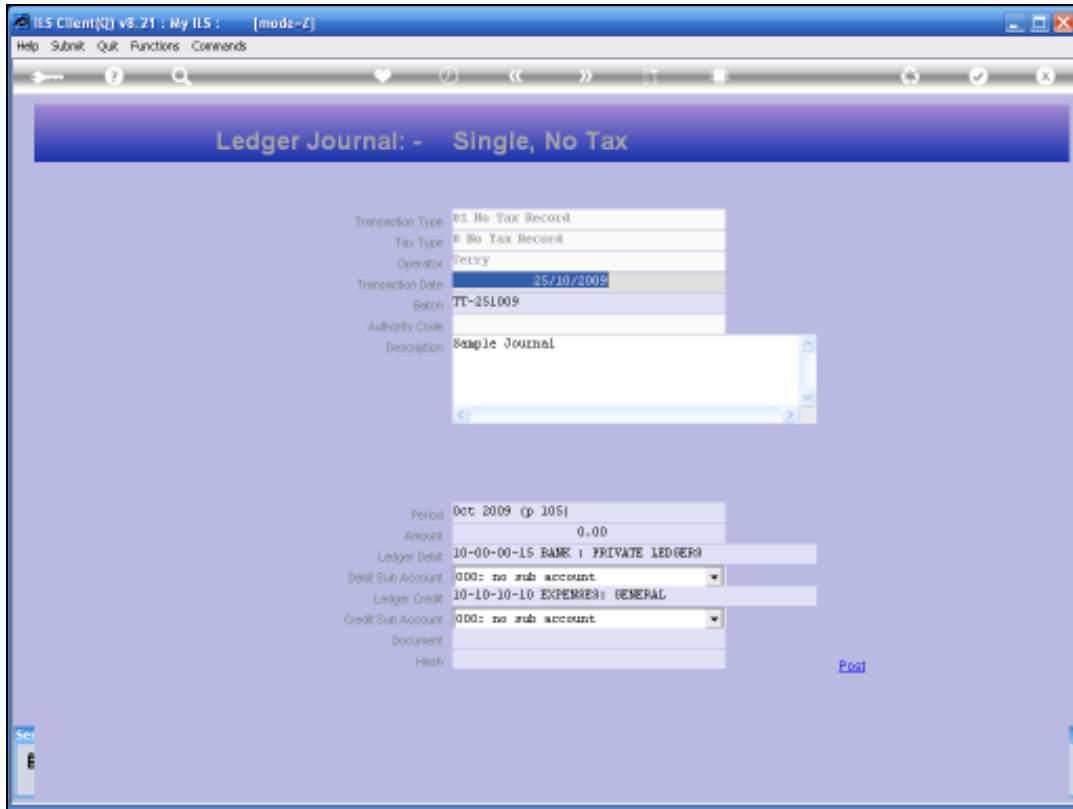 IES Client(Q) v8.21 : My IES : [mode-Z]
Help Submit Quit Functions Commands
Ledger Journal: - Single, No Tax
Transaction Type 01 No Tax Record
Tax Type 0 No Tax Record
Operator Terry
Transaction Date 25/10/2009
Batch TT-251009
Authority Code
Description Sample Journal
Period Oct 2009 (p 105)
Amount 0.00
Ledger Debit 10-00-00-15 BANK : PRIVATE LEDGERS
Debit Sub Account 000: no sub account
Ledger Credit 10-10-10-10 EXPENSES: GENERAL
Credit Sub Account 000: no sub account
Document
Hash
Post